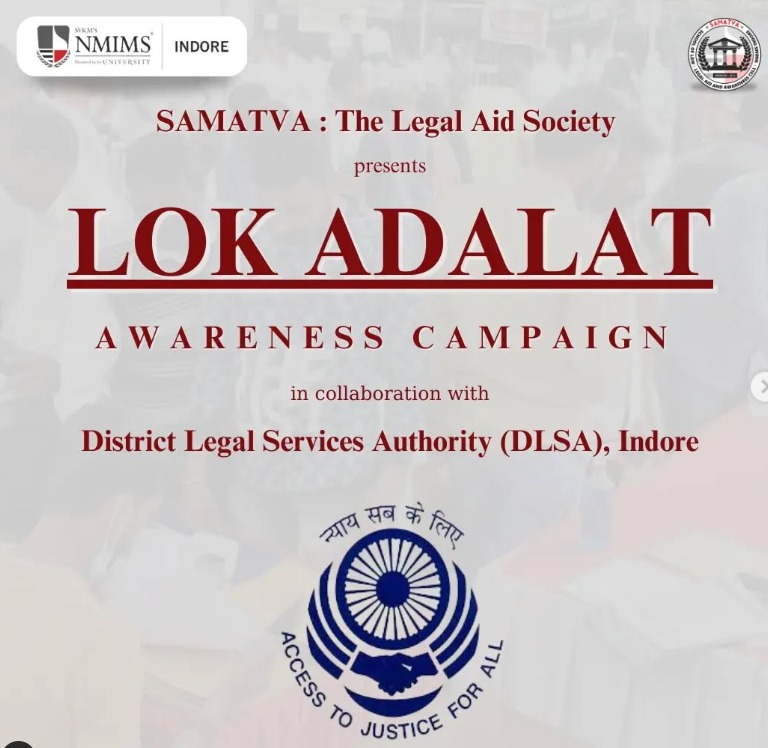 SVKM'S
NMIMS
Deemed to be UNIVERSITY
INDORE
SAMATVA
SAMATVA : The Legal Aid Society
presents
LOK ADALAT
AWARENESS CAMPAIGN
in collaboration with
District Legal Services Authority (DLSA), Indore
न्याय सब के लिए
ACCESS TO JUSTICE FOR ALL